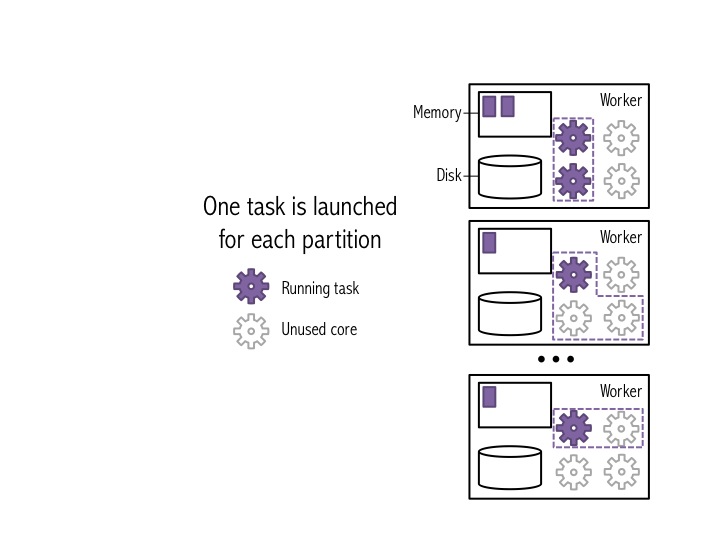 Worker
Memory
Disk
One task is launched
for each partition
Running task
Unused core
Worker
Worker